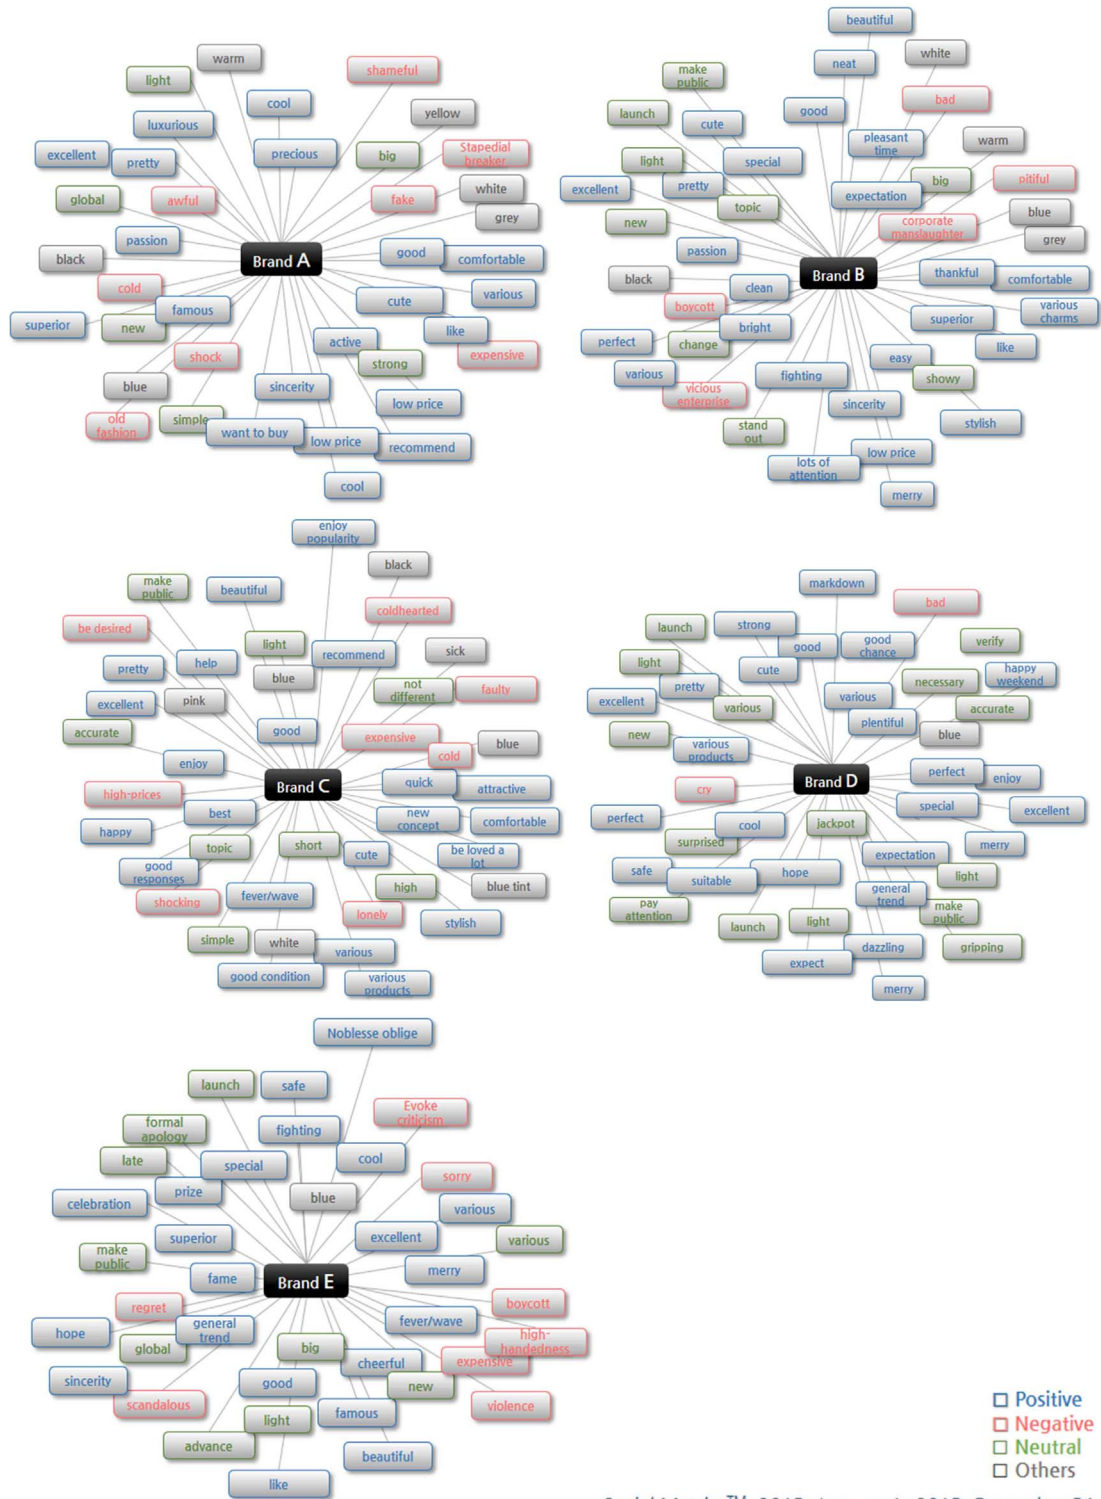 warm
shameful
light
cool
yellow
luxurious
big
Stapedial
breaker
excellent
pretty
precious
white
global
awful
fake
grey
passion
good
comfortable
black
Brand A
cold
cute
various
superior
new
famous
like
active
expensive
shock
strong
blue
sincerity
low price
old
fashion
simple
want to buy
low price
recommend
cool
beautiful
white
neat
make
public
bad
launch
good
cute
pleasant
time
warm
light
special
excellent
pretty
big
pitiful
new
topic
expectation
blue
corporate
manslaughter
grey
passion
Brand B
thankful
comfortable
black
clean
boycott
various
charms
bright
superior
perfect
change
like
various
fighting
easy
showy
vicious
enterprise
sincerity
stand
out
stylish
lots of
attention
low price
merry
enjoy
popularity
black
make
public
beautiful
coldhearted
be desired
light
recommend
sick
pretty
help
blue
not
different
faulty
excellent
pink
good
accurate
expensive
blue
enjoy
cold
Brand C
quick
attractive
high-prices
best
new
concept
comfortable
happy
topic
short
cute
be loved a
lot
good
responses
high
blue tint
shocking
fever/wave
lonely
stylish
simple
white
various
good condition
various
products
markdown
bad
launch
strong
good
good
chance
verify
light
cute
necessary
happy
weekend
excellent
pretty
various
various
plentiful
accurate
new
various
products
blue
Brand D
perfect
enjoy
cry
special
excellent
perfect
cool
jackpot
surprised
merry
expectation
safe
suitable
hope
light
pay
attention
general
trend
make
public
launch
light
gripping
expect
dazzling
merry
Noblesse oblige
launch
safe
Evoke
criticism
formal
apology
fighting
late
special
cool
sorry
prize
blue
celebration
various
superior
excellent
various
make
public
merry
fame
Brand E
regret
boycott
hope
general
trend
fever/wave
high-
handedness
global
big
cheerful
expensive
sincerity
good
new
scandalous
light
famous
violence
advance
beautiful
like
Positive
Negative
Neutral
Others